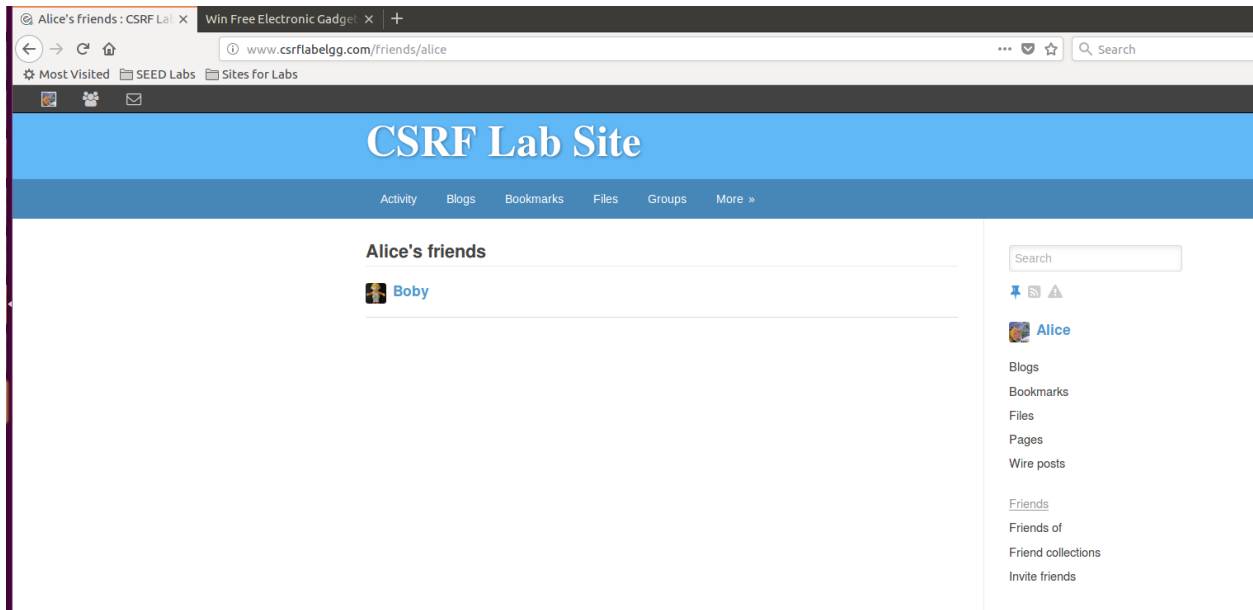 Alice's friends : CSRF La
Win Free Electronic Gadget
www.csrflabelgg.com/friends/alice
Search
Most Visited SEED Labs Sites for Labs
CSRF Lab Site
Activity Blogs Bookmarks Files Groups More »
Alice's friends
Boby
Search
Alice
Blogs
Bookmarks
Files
Pages
Wire posts
Friends
Friends of
Friend collections
Invite friends